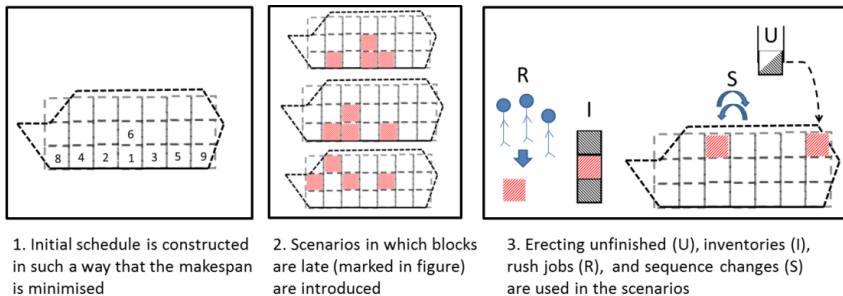 6
8 4 2 1 3 5 9
R
I
S
U
1. Initial schedule is constructed
in such a way that the makespan
is minimised
2. Scenarios in which blocks
are late (marked in figure)
are introduced
3. Erecting unfinished (U), inventories (I),
rush jobs (R), and sequence changes (S)
are used in the scenarios